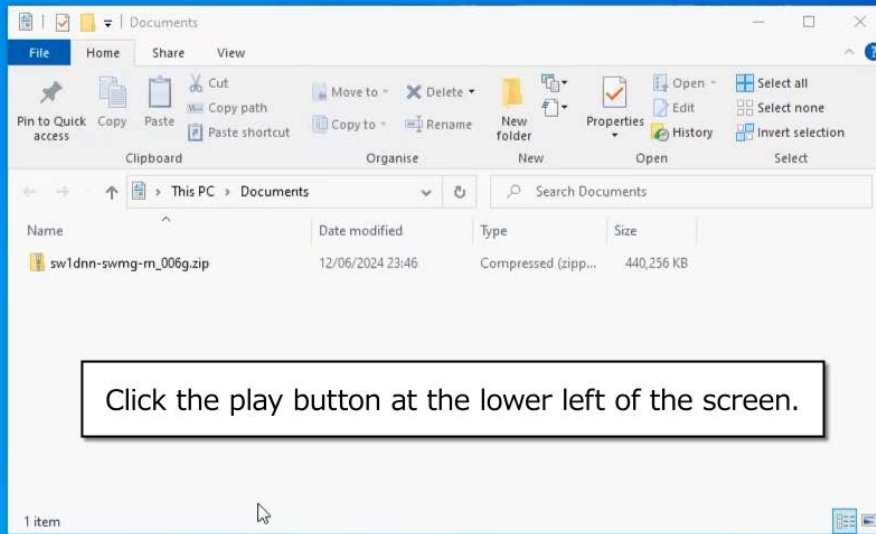 Documents
File Home Share View
Pin to Quick access
Copy
Paste
Cut
Copy path
Paste shortcut
Clipboard
Move to
Copy to
Delete
Rename
Organise
New folder
New
Properties
Open
Edit
History
Open
Select all
Select none
Invert selection
Select
This PC > Documents
Search Documents
Name Date modified Type Size
sw1dnn-swmg-m_006g.zip 12/06/2024 23:46 Compressed (zipp... 440,256 KB
Click the play button at the lower left of the screen.
1 item